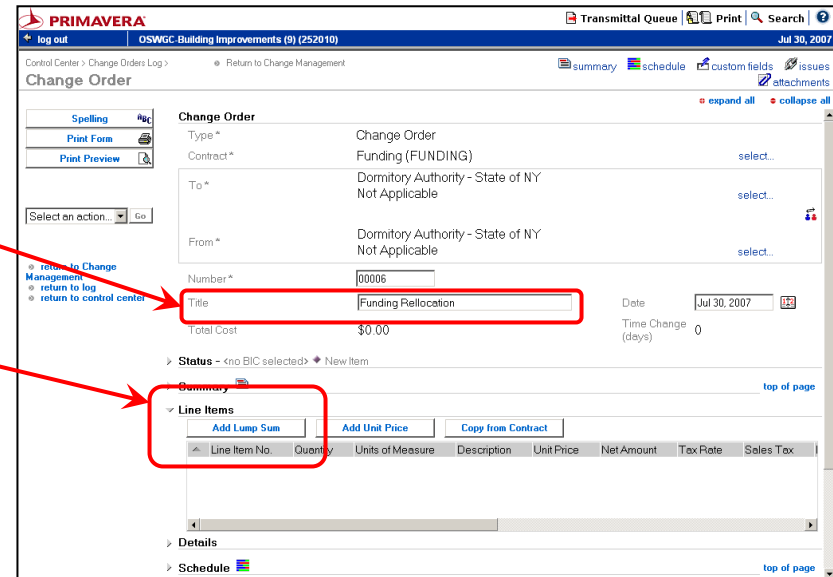 PRIMAVERA
Transmittal Queue Print Search ?
log out OSWGC-Building Improvements (9) (252010) Jul 30, 2007
Control Center > Change Orders Log > Return to Change Management
summary schedule custom fields issues
Change Order
attachments
expand all collapse all
Spelling ABC
Print Form
Print Preview
Select an action... Go
return to Change Management
return to log
return to control center
Change Order
Type * Change Order
Contract * Funding (FUNDING) select...
To * Dormitory Authority - State of NY
Not Applicable select...
From * Dormitory Authority - State of NY
Not Applicable select...
Number * 00006
Title Funding Rellocation Date Jul 30, 2007
Total Cost $0.00 Time Change (days) 0
Status - <no BIC selected> New Item
Summary top of page
Line Items
Add Lump Sum Add Unit Price Copy from Contract
Line Item No. Quantity Units of Measure Description Unit Price Net Amount Tax Rate Sales Tax
Details
Schedule top of page